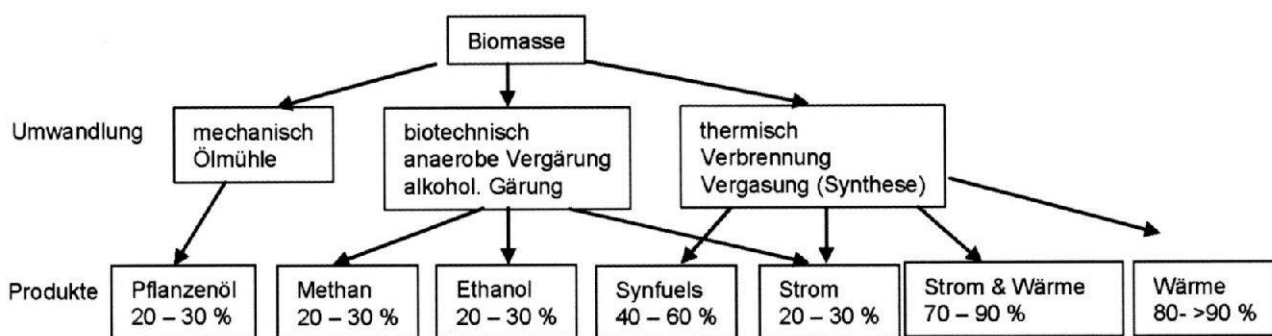 Biomasse
Umwandlung
mechanisch
Ölmühle
biotechnisch
anaerobe Vergärung
alkohol. Gärung
thermisch
Verbrennung
Vergasung (Synthese)
Produkte
Pflanzenöl
20 – 30 %
Methan
20 – 30 %
Ethanol
20 – 30 %
Synfuels
40 – 60 %
Strom
20 – 30 %
Strom & Wärme
70 – 90 %
Wärme
80- >90 %